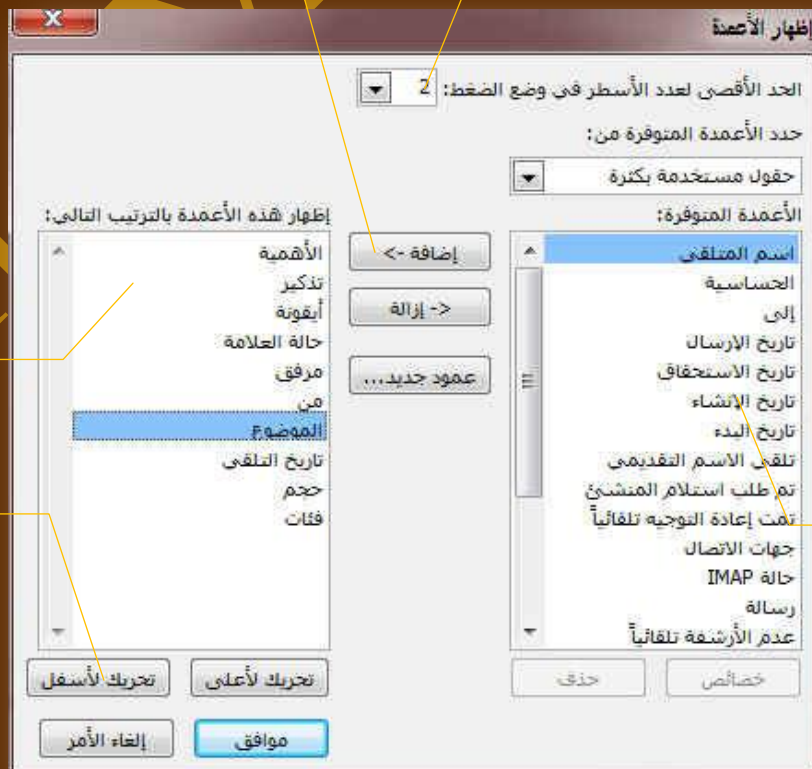 إظهار الأعمدة
الحد الأقصى لعدد الأسطر في وضع الضغط: 2
حدد الأعمدة المتوفرة من:
حقول مستخدمة بكثرة
الأعمدة المتوفرة:
اسم المتلقي
الحساسية
إلى
تاريخ الإرسال
تاريخ الاستحقاق
تاريخ الإنشاء
تاريخ البدء
تلقي الاسم التقديمي
تم طلب استلام المنشئ
تمت إعادة التوجيه تلقائياً
جهات الاتصال
حالة IMAP
رسالة
عدم الأرشفة تلقائياً
خصائص
حذف
إضافة ->
<- إزالة
عمود جديد...
إظهار هذه الأعمدة بالترتيب التالي:
الأهمية
تذكير
أيقونة
حالة العلامة
مرفق
من
الموضوع
تاريخ التلقي
حجم
فئات
تحريك لأعلى
تحريك لأسفل
موافق
إلغاء الأمر